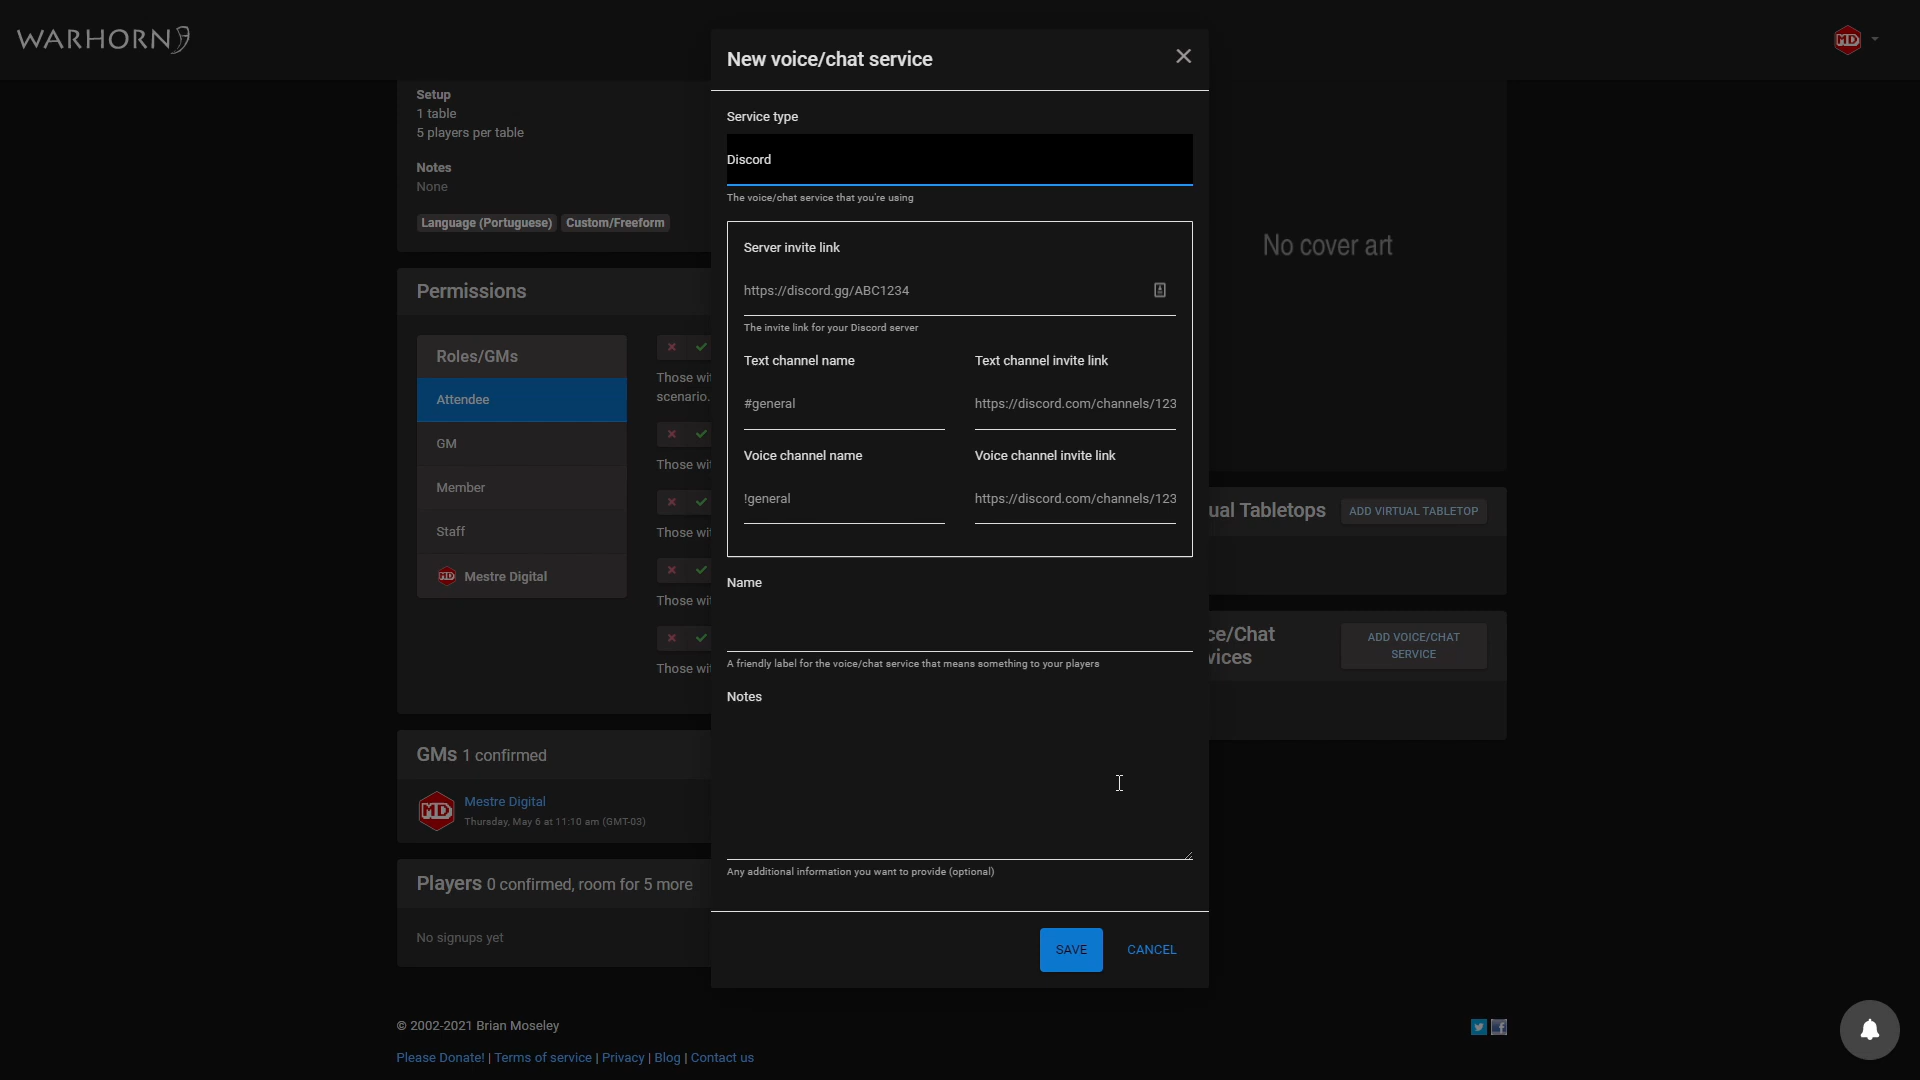 WARHORN
MD
Setup
1 table
5 players per table
Notes
None
Language (Portuguese) Custom/Freeform
Permissions
Roles/GMs
Attendee
GM
Member
Staff
MD Mestre Digital
Those wi
scenario.
Those wi
Those wi
Those wi
Those wi
GMs 1 confirmed
MD
Mestre Digital
Thursday, May 6 at 11:10 am (GMT-03)
Players 0 confirmed, room for 5 more
No signups yet
New voice/chat service
Service type
Discord
The voice/chat service that you're using
Server invite link
https://discord.gg/ABC1234
The invite link for your Discord server
Text channel name Text channel invite link
#general https://discord.com/channels/123
Voice channel name Voice channel invite link
!general https://discord.com/channels/123
Name
A friendly label for the voice/chat service that means something to your players
Notes
Any additional information you want to provide (optional)
SAVE CANCEL
No cover art
ual Tabletops ADD VIRTUAL TABLETOP
ce/Chat
vices
ADD VOICE/CHAT
SERVICE
© 2002-2021 Brian Moseley
Please Donate! | Terms of service | Privacy | Blog | Contact us